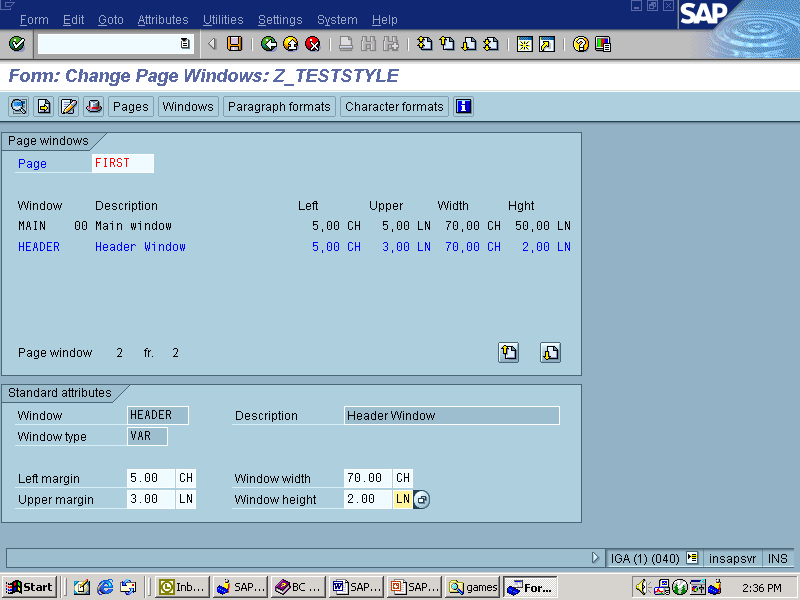 Form Edit Goto Attributes Utilities Settings System Help
SAP
Form: Change Page Windows: Z_TESTSTYLE
Pages Windows Paragraph formats Character formats
Page windows
Page FIRST
Window Description Left Upper Width Hght
MAIN 00 Main window 5,00 CH 5,00 LN 70,00 CH 50,00 LN
HEADER Header Window 5,00 CH 3,00 LN 70,00 CH 2,00 LN
Page window 2 fr. 2
Standard attributes
Window HEADER Description Header Window
Window type VAR
Left margin 5.00 CH Window width 70.00 CH
Upper margin 3.00 LN Window height 2.00 LN
IGA (1) (040) insapsvr INS
Start Inb... SAP... BC ... SAP... SAP... games For... 2:36 PM